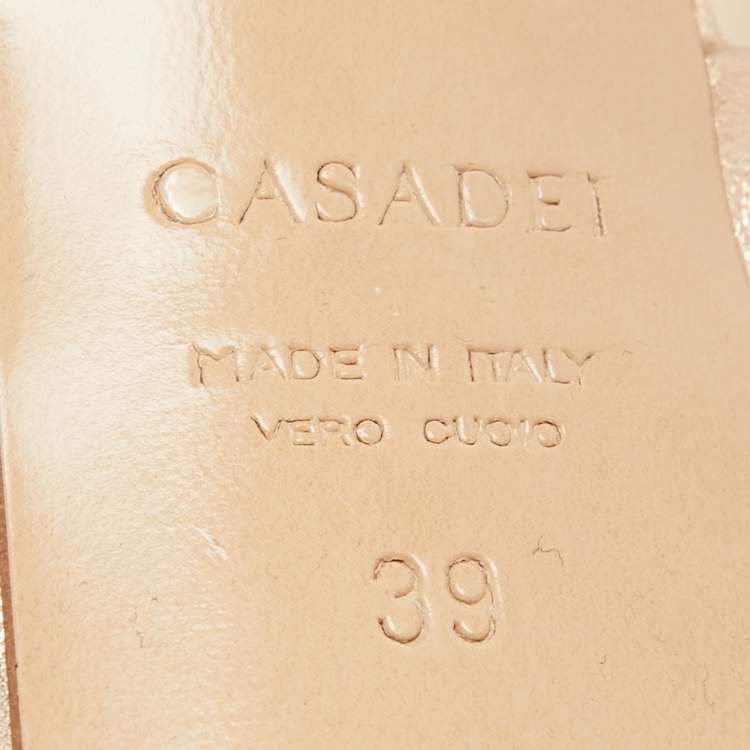 CASADEI
MADE IN ITALY
VERO CUOIO
39